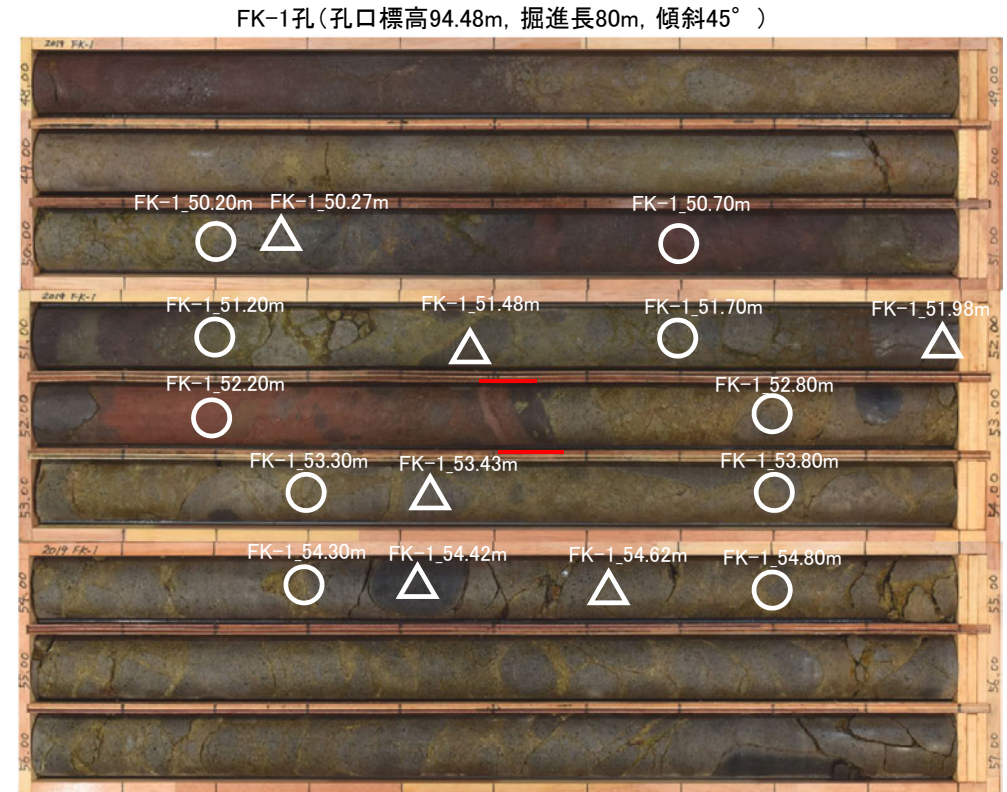 FK-1孔(孔口標高94.48m, 掘進長80m, 傾斜45°)
2019 FK-1
48.00
49.00
49.00
50.00
FK-1_50.20m
FK-1_50.27m
FK-1_50.70m
50.00
51.00
2019 FK-1
FK-1_51.20m
FK-1_51.48m
FK-1_51.70m
FK-1_51.98m
51.00
52.00
FK-1_52.20m
FK-1_52.80m
52.00
53.00
FK-1_53.30m
FK-1_53.43m
FK-1_53.80m
53.00
54.00
2019 FK-1
FK-1_54.30m
FK-1_54.42m
FK-1_54.62m
FK-1_54.80m
54.00
55.00
55.00
56.00
56.00
57.00